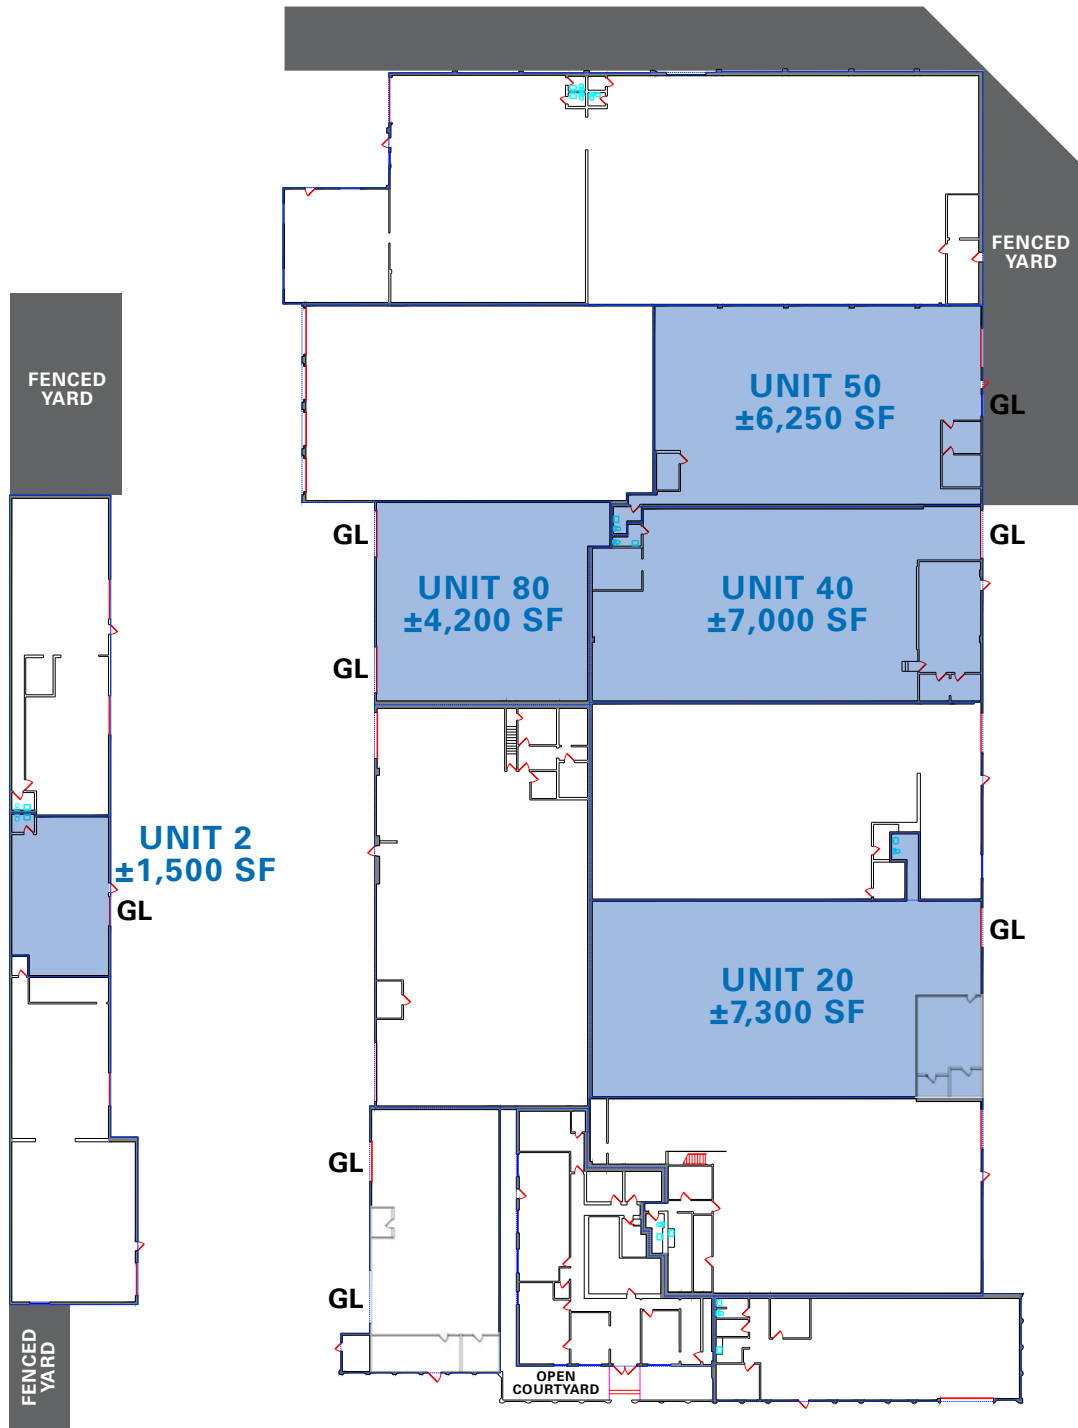 FENCED
YARD
FENCED
YARD
UNIT 50
±6,250 SF
GL
GL
GL
UNIT 80
±4,200 SF
UNIT 40
±7,000 SF
GL
UNIT 2
±1,500 SF
GL
GL
UNIT 20
±7,300 SF
GL
GL
FENCED
YARD
OPEN
COURTYARD